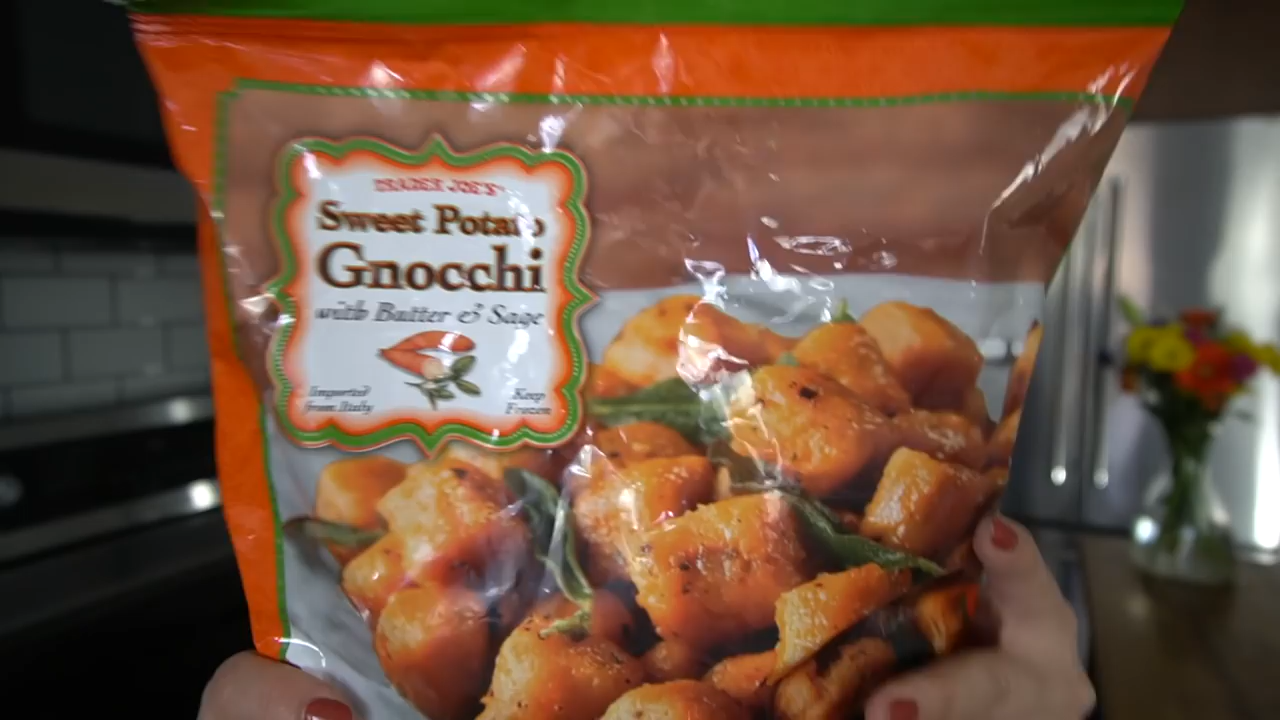 TRADER JOE'S
Sweet Potato
Gnocchi
with Butter & Sage
Imported
from Italy
Keep
Frozen